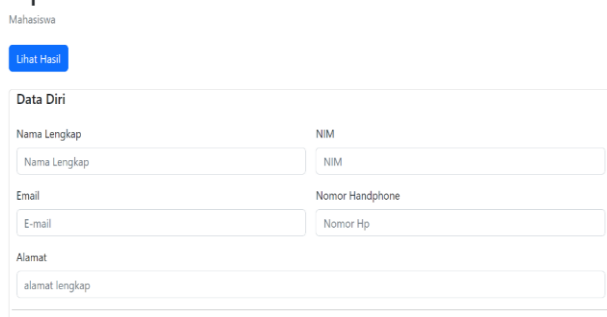 Mahasiswa
Lihat Hasil
Data Diri
Nama Lengkap NIM
Nama Lengkap NIM
Email Nomor Handphone
E-mail Nomor Hp
Alamat
alamat lengkap